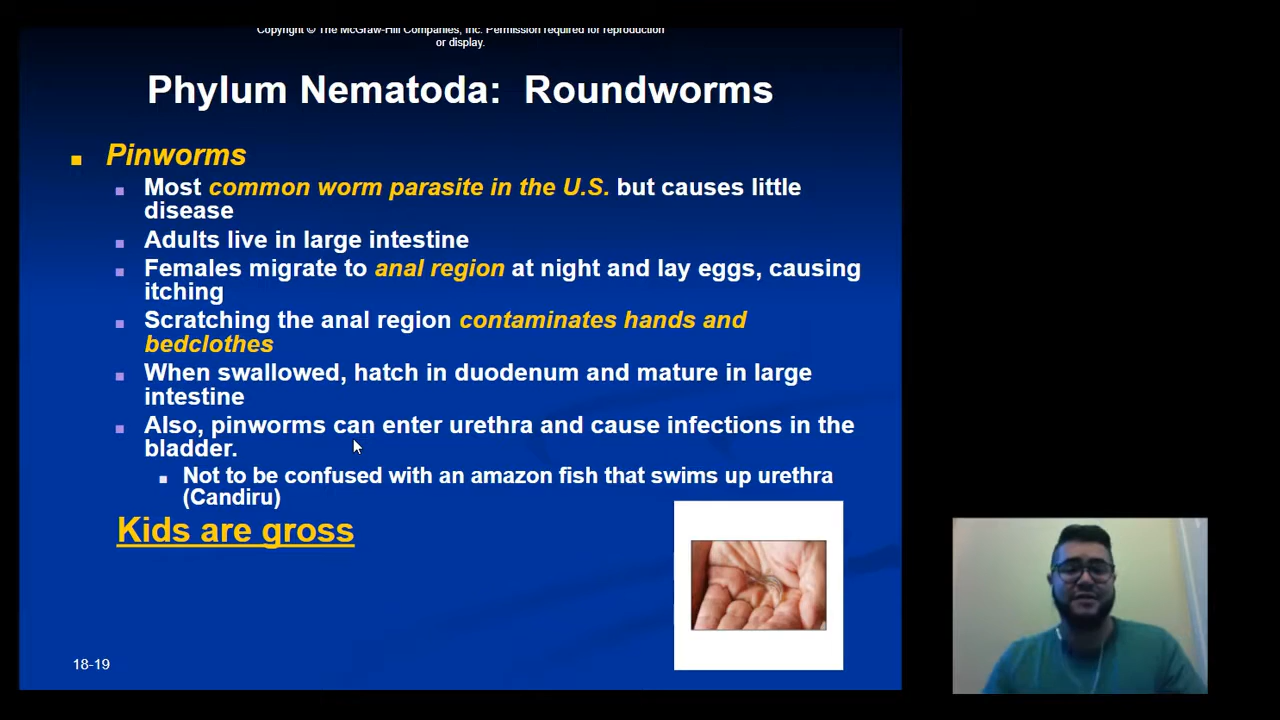 Copyright © The McGraw-Hill Companies, Inc. Permission required for reproduction
or display.
Phylum Nematoda: Roundworms
Pinworms
Most common worm parasite in the U.S. but causes little
disease
Adults live in large intestine
Females migrate to anal region at night and lay eggs, causing
itching
Scratching the anal region contaminates hands and
bedclothes
When swallowed, hatch in duodenum and mature in large
intestine
Also, pinworms can enter urethra and cause infections in the
bladder.
Not to be confused with an amazon fish that swims up urethra
(Candiru)
Kids are gross
18-19